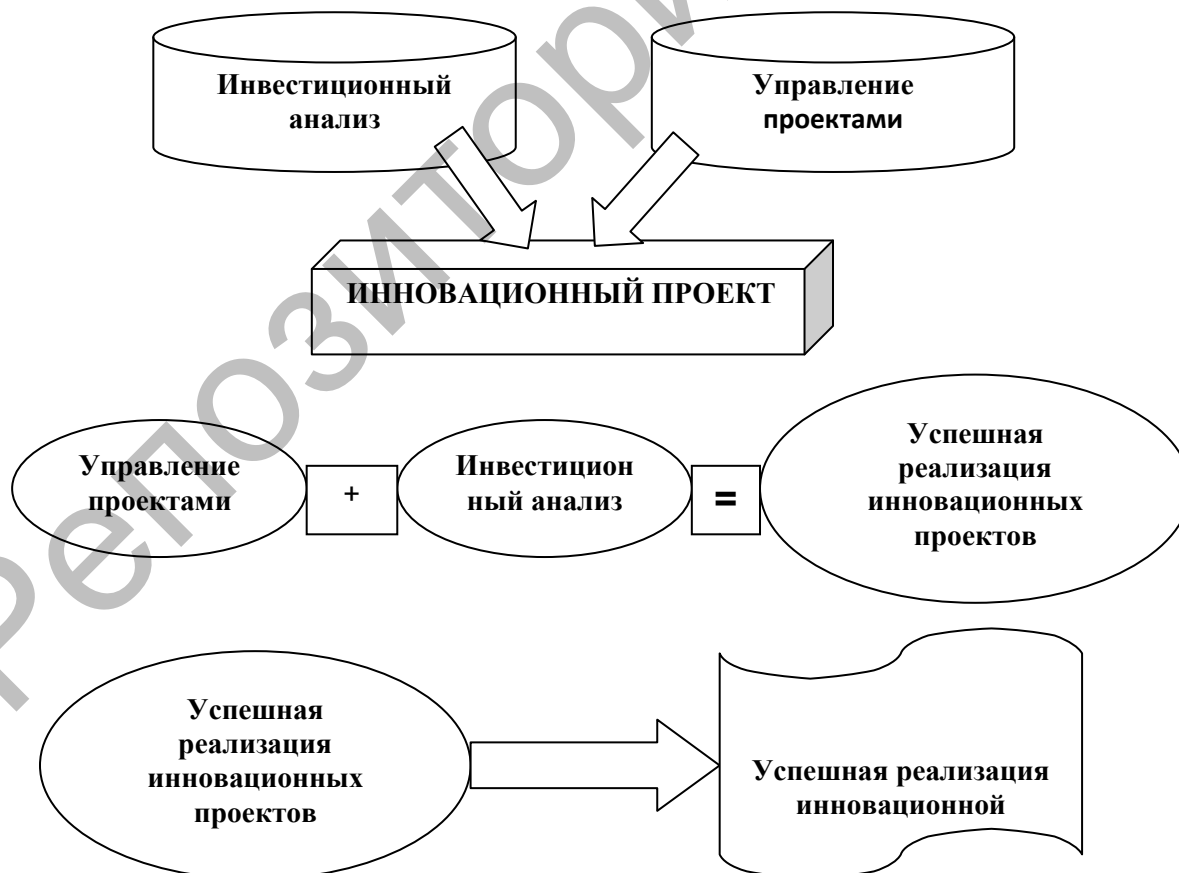 Инвестиционный
анализ
Управление
проектами
ИННОВАЦИОННЫЙ ПРОЕКТ
Управление
проектами
+
Инвестицион
ный анализ
=
Успешная
реализация
инновационных
проектов
Успешная
реализация
инновационных
проектов
Успешная реализация
инновационной
Репозитори